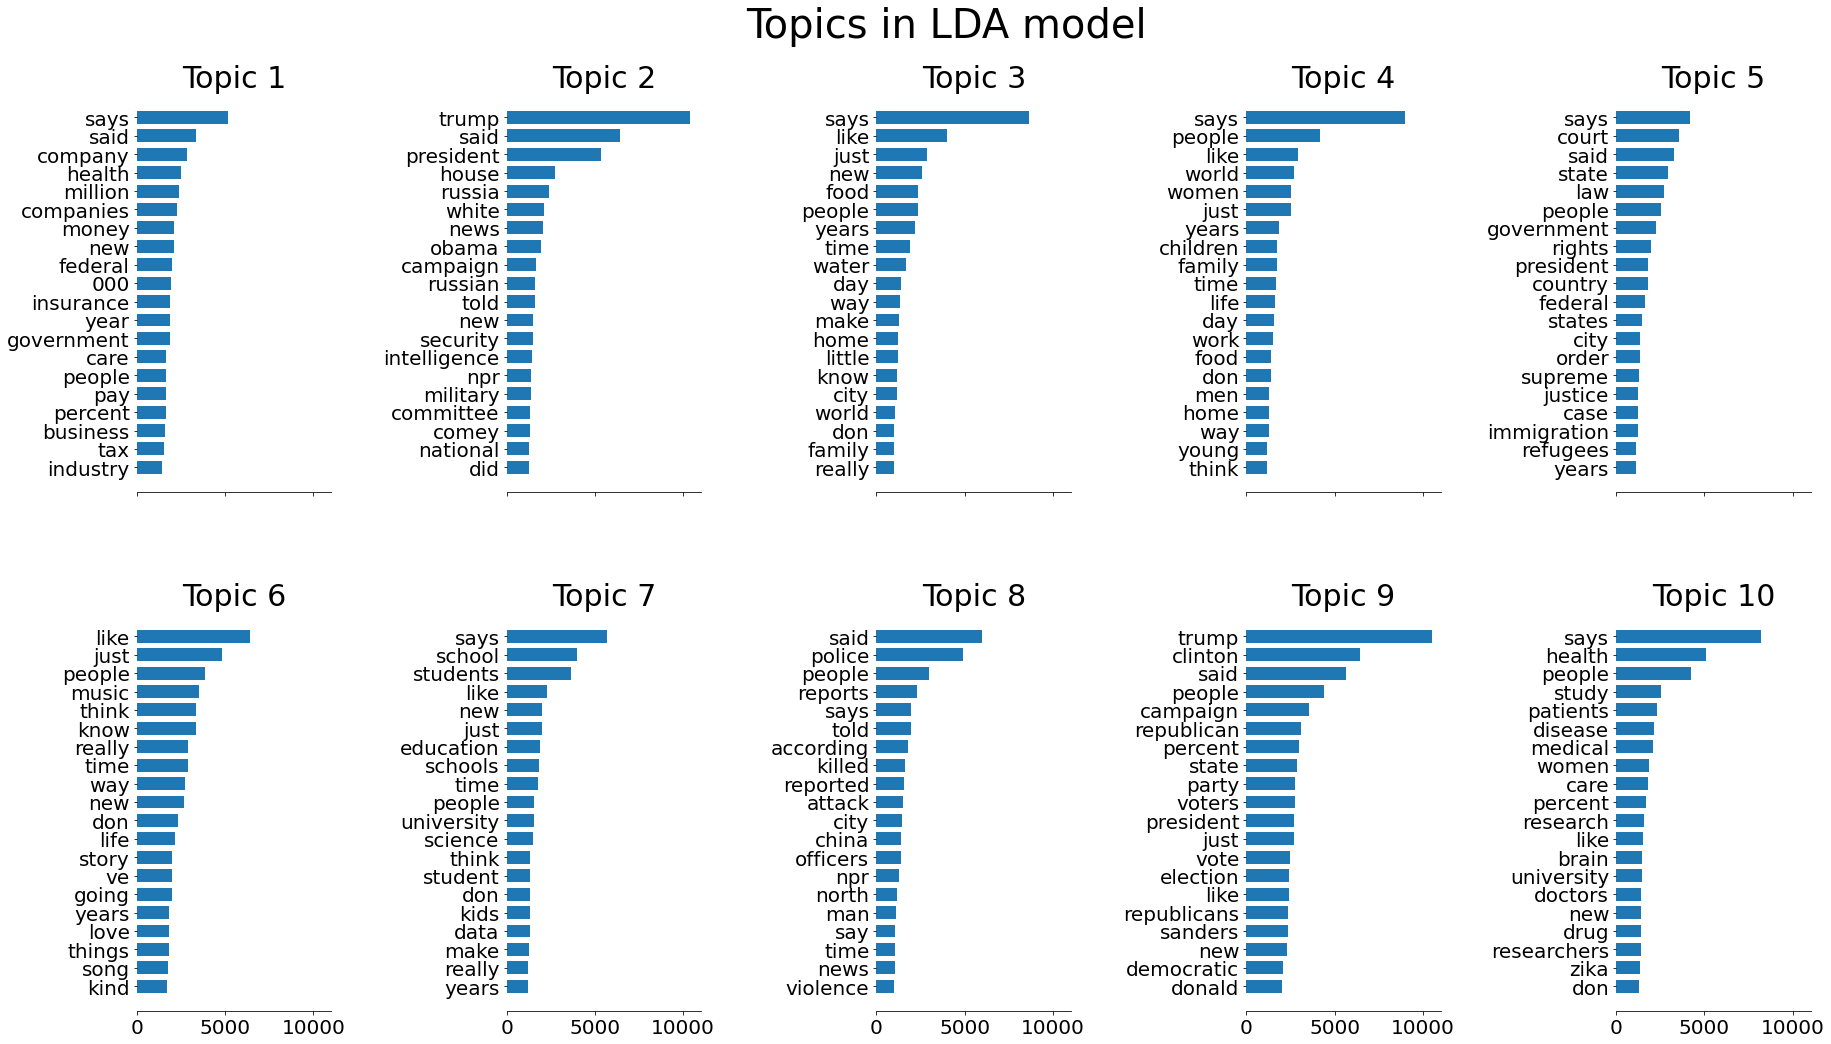 Topics in LDA model
Topic 1
says
said
company
health
million
companies
money
new
federal
000
insurance
year
government
care
people
pay
percent
business
tax
industry
Topic 2
trump
said
president
house
russia
white
news
obama
campaign
russian
told
new
security
intelligence
npr
military
committee
comey
national
did
Topic 3
says
like
just
new
food
people
years
time
water
day
way
make
home
little
know
city
world
don
family
really
Topic 4
says
people
like
world
women
just
years
children
family
time
life
day
work
food
don
men
home
way
young
think
Topic 5
says
court
said
state
law
people
government
rights
president
country
federal
states
city
order
supreme
justice
case
immigration
refugees
years
Topic 6
like
just
people
music
think
know
really
time
way
new
don
life
story
ve
going
years
love
things
song
kind
0 5000 10000
Topic 7
says
school
students
like
new
just
education
schools
time
people
university
science
think
student
don
kids
data
make
really
years
0 5000 10000
Topic 8
said
police
people
reports
says
told
according
killed
reported
attack
city
china
officers
npr
north
man
say
time
news
violence
0 5000 10000
Topic 9
trump
clinton
said
people
campaign
republican
percent
state
party
voters
president
just
vote
election
like
republicans
sanders
new
democratic
donald
0 5000 10000
Topic 10
says
health
people
study
patients
disease
medical
women
care
percent
research
like
brain
university
doctors
new
drug
researchers
zika
don
0 5000 10000